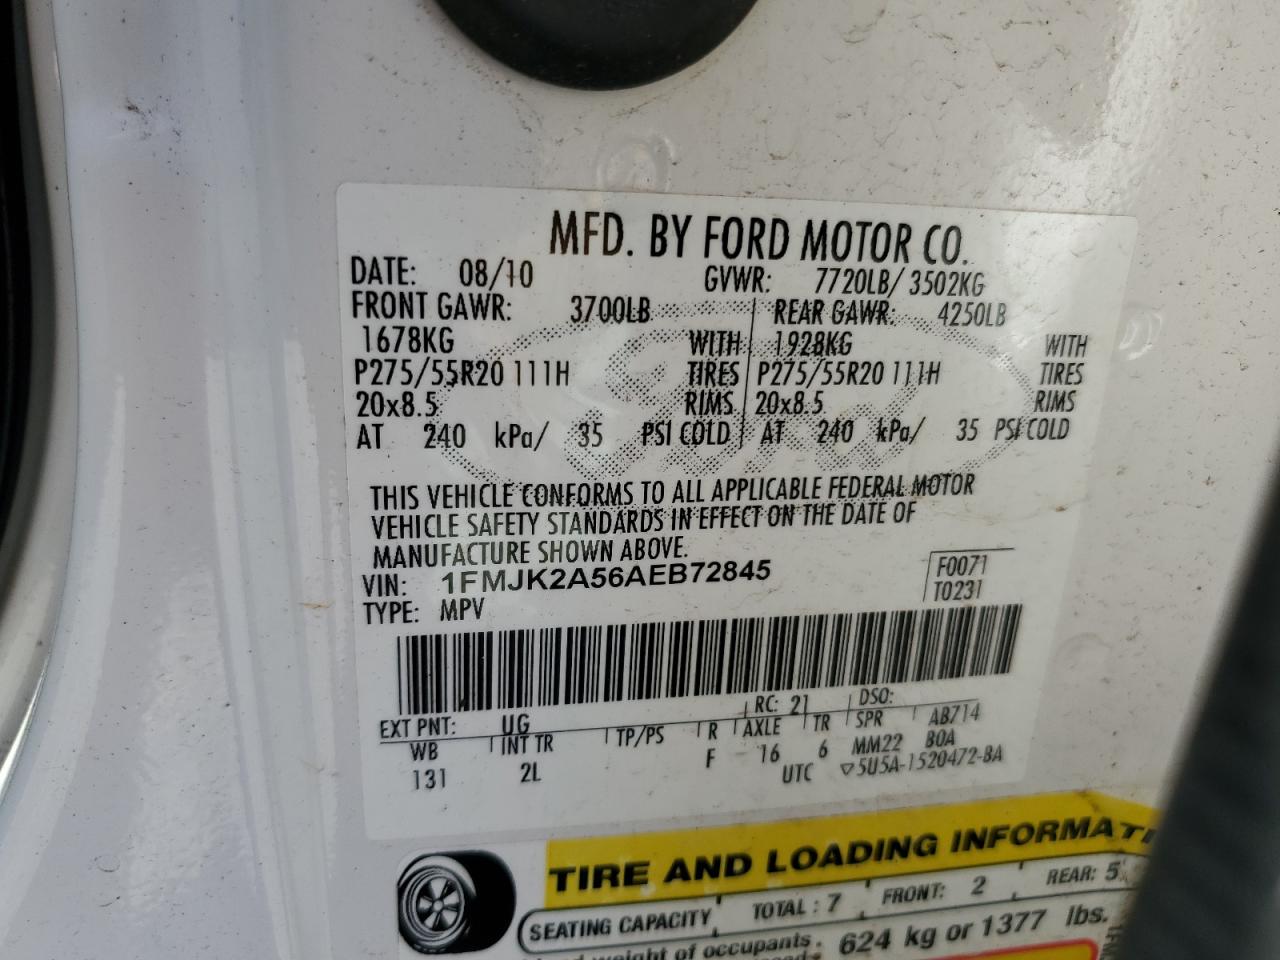 MFD. BY FORD MOTOR CO.
DATE: 08/10 GVWR: 7720LB/ 3502KG
FRONT GAWR: 3700LB REAR GAWR: 4250LB
1678KG WITH 1928KG WITH
P275/55R20 111H TIRES P275/55R20 111H TIRES
20x8.5 RIMS 20x8.5 RIMS
AT 240 kPa/ 35 PSI COLD AT 240 kPa/ 35 PSI COLD
THIS VEHICLE CONFORMS TO ALL APPLICABLE FEDERAL MOTOR
VEHICLE SAFETY STANDARDS IN EFFECT ON THE DATE OF
MANUFACTURE SHOWN ABOVE.
VIN: 1FMJK2A56AEB72845 F0071
TYPE: MPV T0231
EXT PNT: UG RC: 21 DSO:
WB INT TR TP/PS R AXLE TR SPR AB714
131 2L F 16 6 MM22 B0A
UTC ▽5U5A-1520472-BA
TIRE AND LOADING INFORMATI
SEATING CAPACITY TOTAL : 7 FRONT: 2 REAR: 5
weight of occupants 624 kg or 1377 lbs.